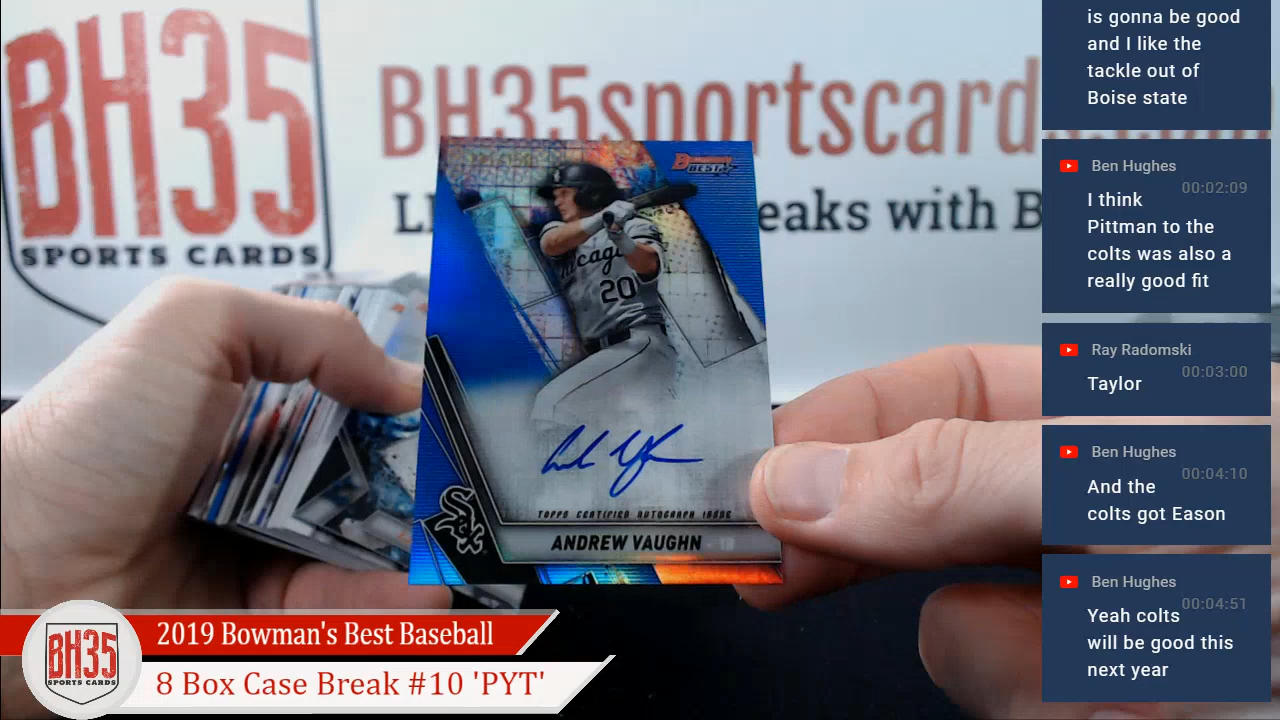 BH35
SPORTS CARDS
BH35sportscard
eaks with B
BOWMAN'S
BEST
Chicago
20
Sox
TOPPS CERTIFIED AUTOGRAPH ISSUE
ANDREW VAUGHN 1B
BH35
SPORTS CARDS
2019 Bowman's Best Baseball
8 Box Case Break #10 'PYT'
is gonna be good
and I like the
tackle out of
Boise state
Ben Hughes
00:02:09
I think
Pittman to the
colts was also a
really good fit
Ray Radomski
00:03:00
Taylor
Ben Hughes
00:04:10
And the
colts got Eason
Ben Hughes
00:04:51
Yeah colts
will be good this
next year